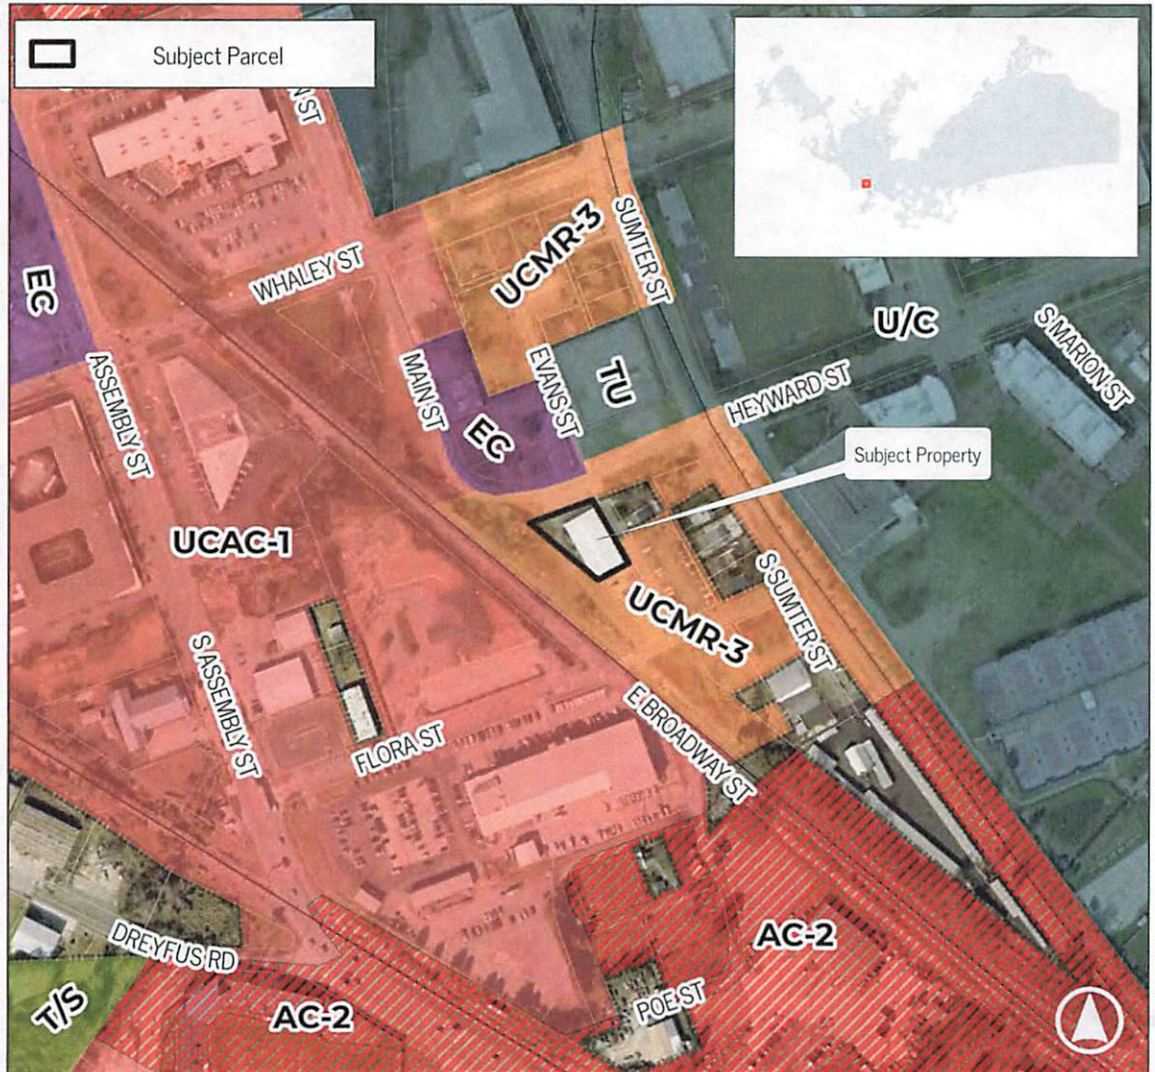 Subject Parcel
N ST
WHALEY ST
UCMR-3
SUMTER ST
EC
ASSEMBLY ST
MAIN ST
EVANS ST
TU
U/C
S MARION ST
HEYWARD ST
EC
Subject Property
UCAC-1
S SUMTER ST
UCMR-3
S ASSEMBLY ST
E BROADWAY ST
FLORA ST
AC-2
DREYFUS RD
POE ST
T/S
AC-2